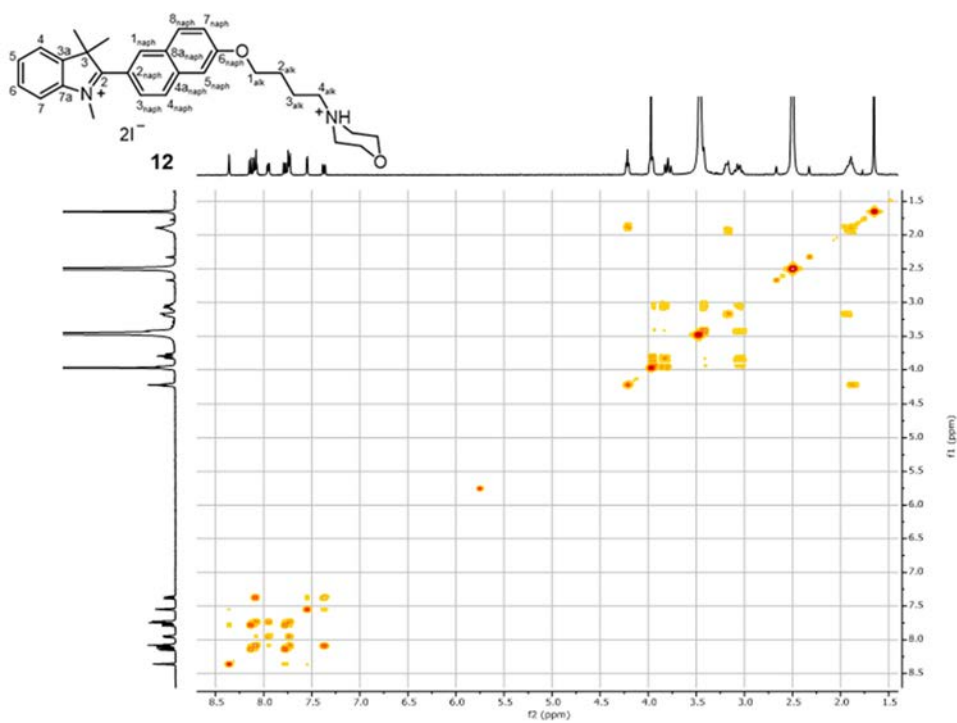 8naph 7naph
4 1naph 8anaph 6naph O
5 3a 3 2alk
6 7a 2 2naph 4anaph 5naph 1alk 4alk
7 N+ 3naph 4naph 3alk
2I− NH+
12 O
1.5
2.0
2.5
3.0
3.5
4.0
4.5
5.0
5.5
6.0
6.5
7.0
7.5
8.0
8.5
f1 (ppm)
8.5 8.0 7.5 7.0 6.5 6.0 5.5 5.0 4.5 4.0 3.5 3.0 2.5 2.0 1.5
f2 (ppm)